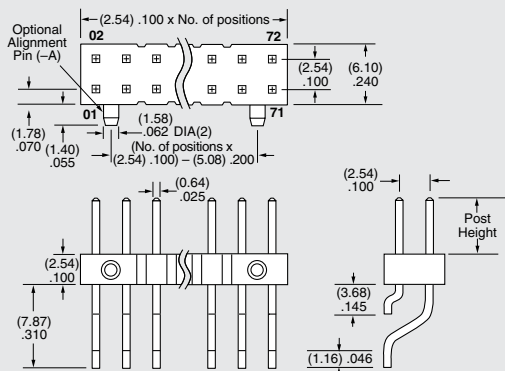 (2.54) .100 x No. of positions
Optional
Alignment
Pin (–A)
02
72
(2.54)
.100
(6.10)
.240
01
71
(1.78)
.070
(1.40)
.055
(1.58)
.062 DIA(2)
(No. of positions x
(2.54) .100) – (5.08) .200
(0.64)
.025
(2.54)
.100
Post
Height
(2.54)
.100
(3.68)
.145
(7.87)
.310
(1.16) .046